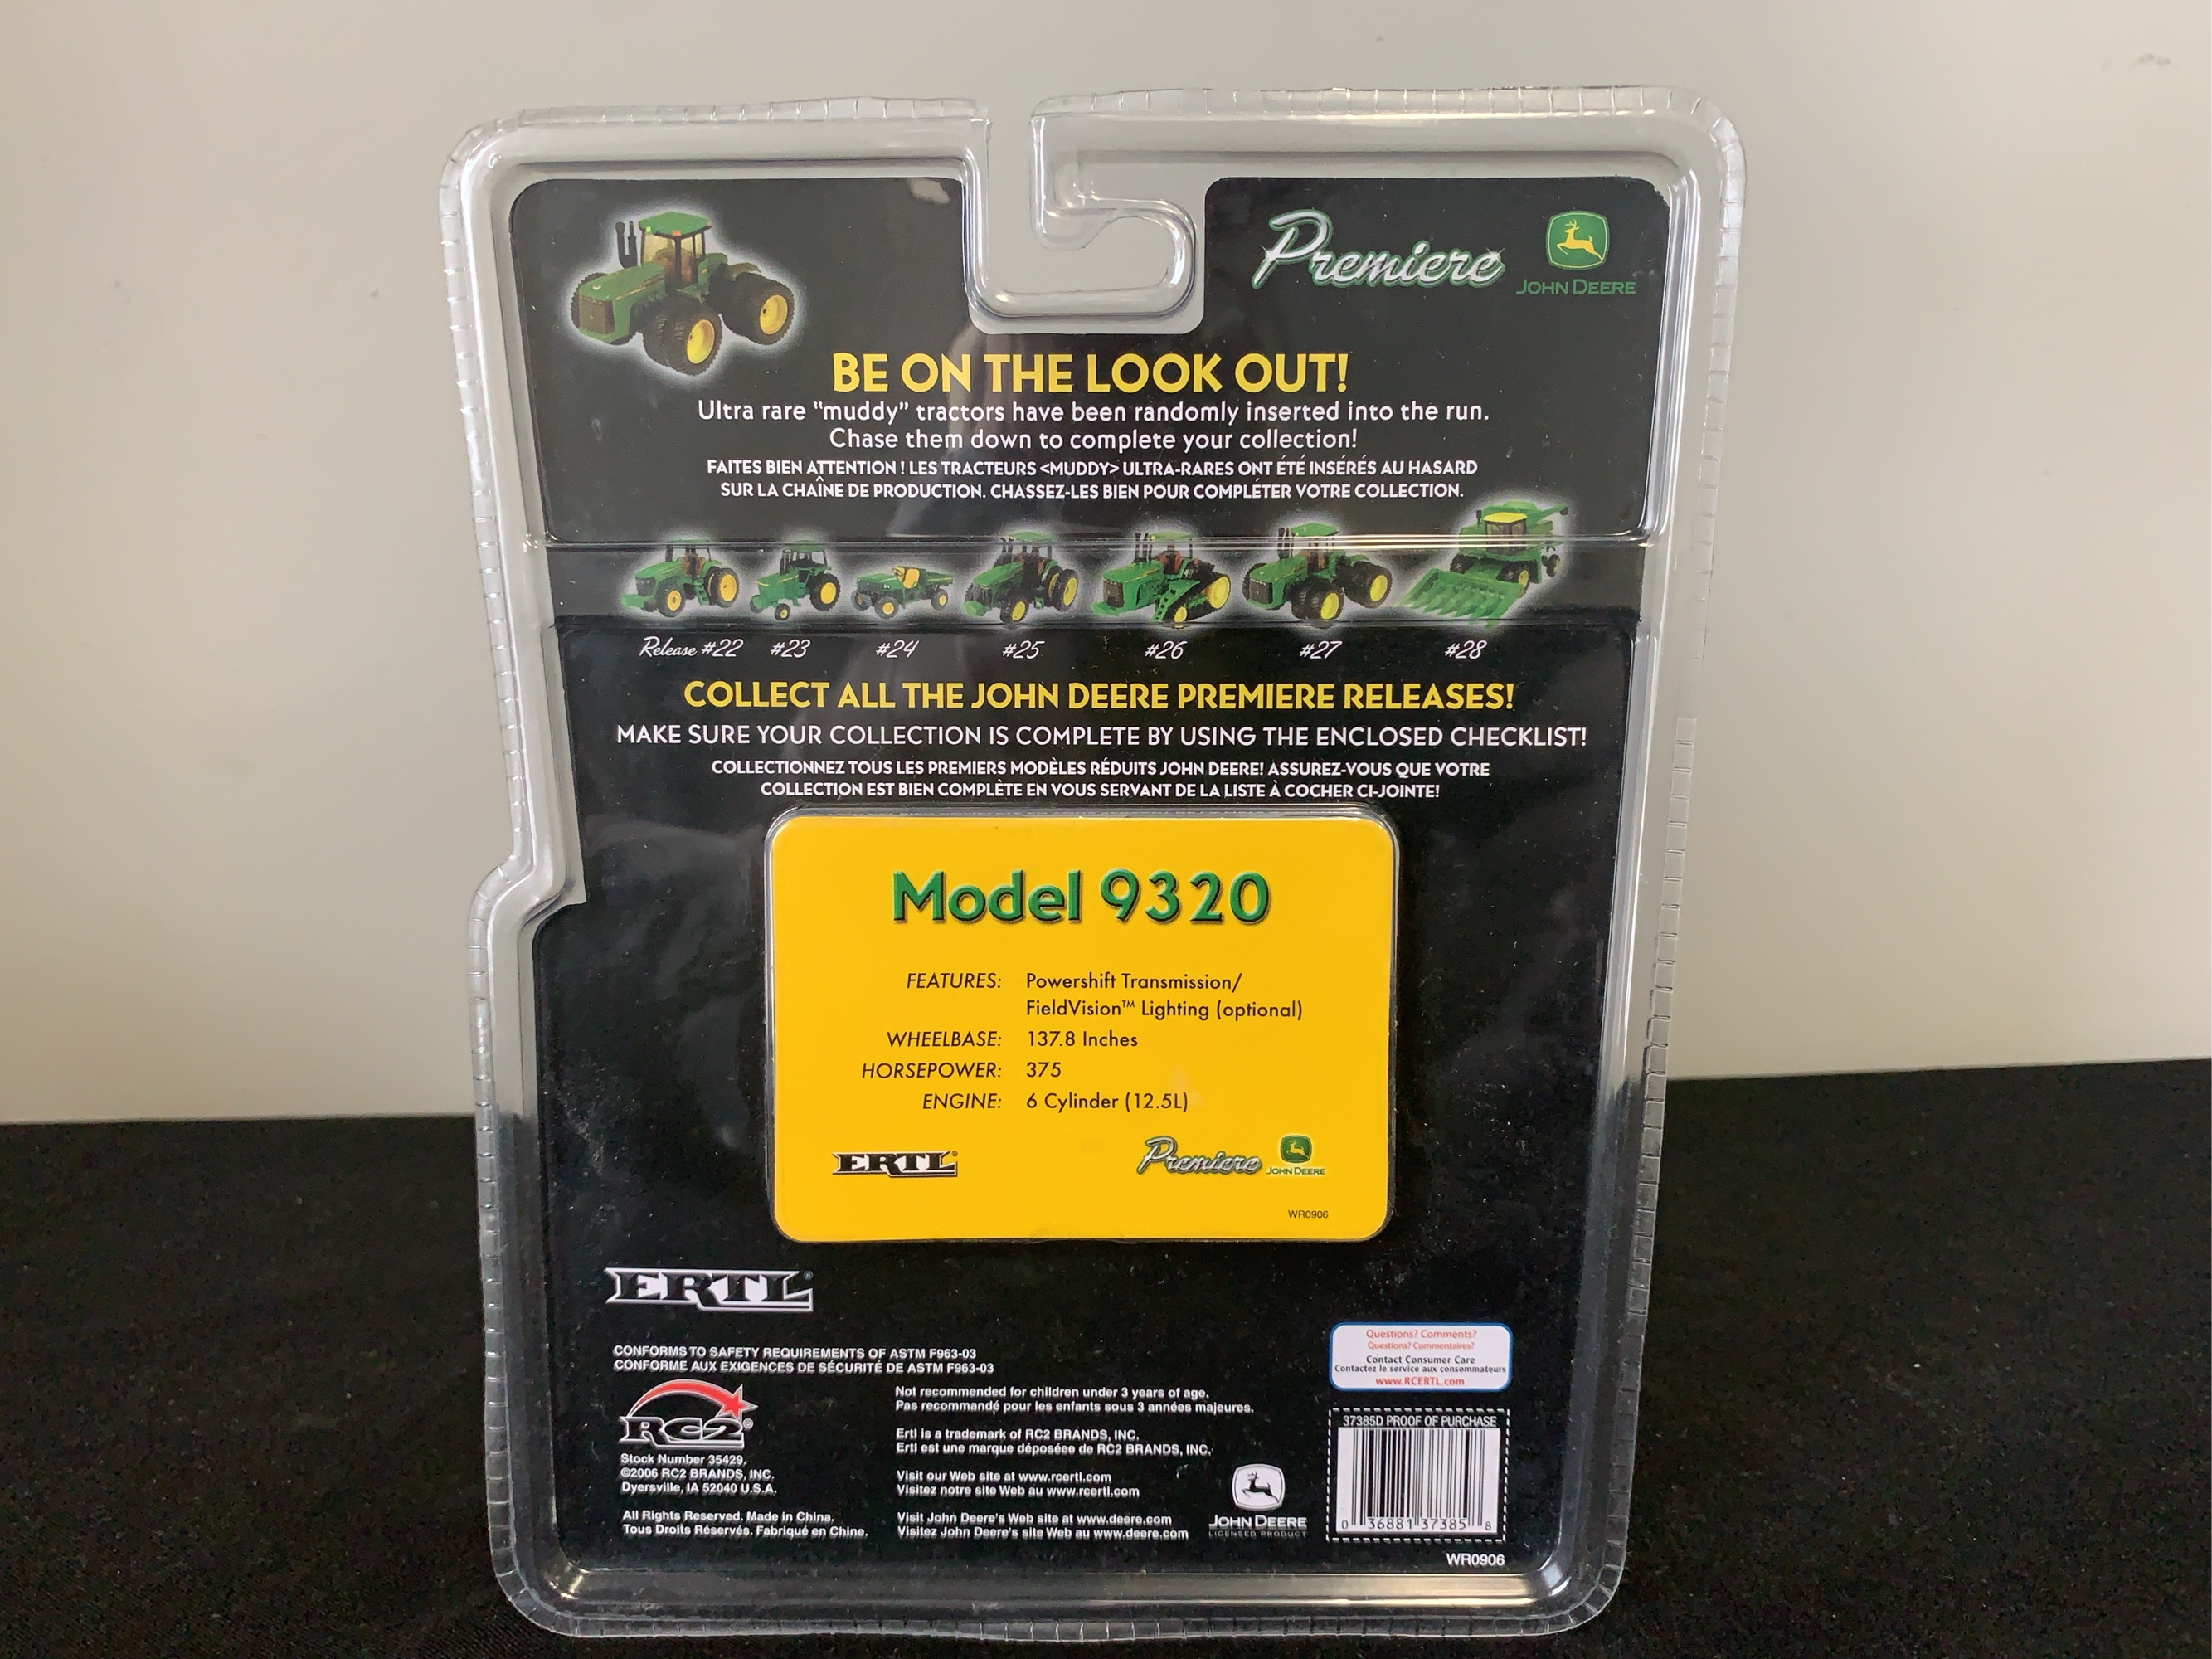 Premiere
JOHN DEERE
BE ON THE LOOK OUT!
Ultra rare "muddy" tractors have been randomly inserted into the run.
Chase them down to complete your collection!
FAITES BIEN ATTENTION ! LES TRACTEURS <MUDDY> ULTRA-RARES ONT ÉTÉ INSÉRÉS AU HASARD
SUR LA CHAÎNE DE PRODUCTION. CHASSEZ-LES BIEN POUR COMPLÉTER VOTRE COLLECTION.
Release #22 #23 #24 #25 #26 #27 #28
COLLECT ALL THE JOHN DEERE PREMIERE RELEASES!
MAKE SURE YOUR COLLECTION IS COMPLETE BY USING THE ENCLOSED CHECKLIST!
COLLECTIONNEZ TOUS LES PREMIERS MODÈLES RÉDUITS JOHN DEERE! ASSUREZ-VOUS QUE VOTRE
COLLECTION EST BIEN COMPLÈTE EN VOUS SERVANT DE LA LISTE À COCHER CI-JOINTE!
Model 9320
FEATURES: Powershift Transmission/
FieldVision™ Lighting (optional)
WHEELBASE: 137.8 Inches
HORSEPOWER: 375
ENGINE: 6 Cylinder (12.5L)
ERTL®
Premiere
JOHN DEERE
WR0906
ERTL®
CONFORMS TO SAFETY REQUIREMENTS OF ASTM F963-03
CONFORME AUX EXIGENCES DE SÉCURITÉ DE ASTM F963-03
RC2®
Stock Number 35429,
©2006 RC2 BRANDS, INC.
Dyersville, IA 52040 U.S.A.
All Rights Reserved. Made in China.
Tous Droits Réservés. Fabriqué en Chine.
Not recommended for children under 3 years of age.
Pas recommandé pour les enfants sous 3 années majeures.
Ertl is a trademark of RC2 BRANDS, INC.
Ertl est une marque déposée de RC2 BRANDS, INC.
Visit our Web site at www.rcertl.com
Visitez notre site Web au www.rcertl.com
Visit John Deere's Web site at www.deere.com
Visitez John Deere's site Web au www.deere.com
JOHN DEERE
LICENSED PRODUCT
Questions? Comments?
Questions? Commentaires?
Contact Consumer Care
Contactez le service aux consommateurs
www.RCERTL.com
37385D PROOF OF PURCHASE
0 36881 37385 8
WR0906